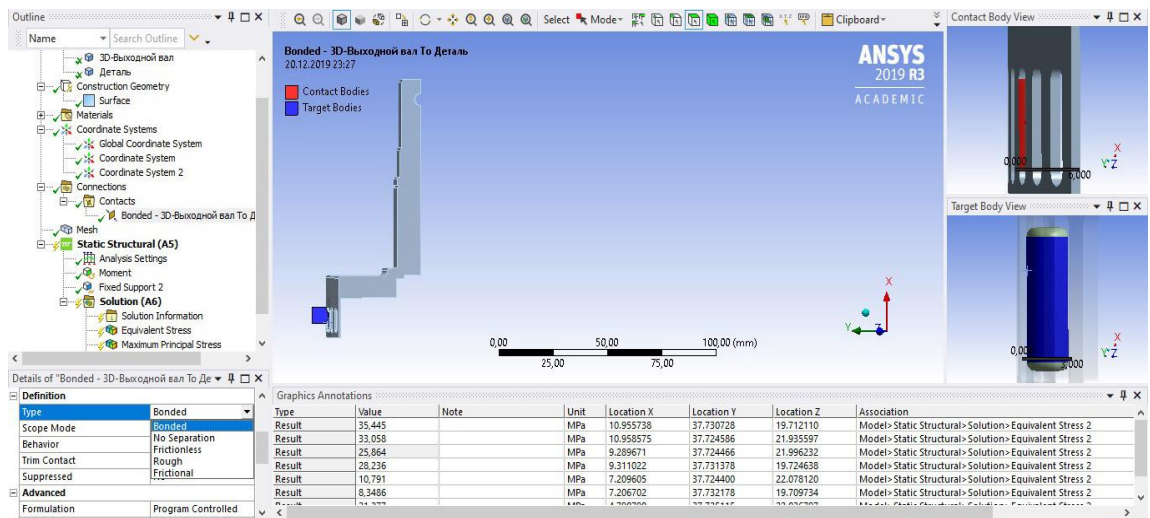 Outline
Select Mode Clipboard
Contact Body View
Name Search Outline
3D-Выходной вал
Деталь
Construction Geometry
Surface
Materials
Coordinate Systems
Global Coordinate System
Coordinate System
Coordinate System 2
Connections
Contacts
Bonded - 3D-Выходной вал To Д
Mesh
Static Structural (A5)
Analysis Settings
Moment
Fixed Support 2
Solution (A6)
Solution Information
Equivalent Stress
Maximum Principal Stress
Bonded - 3D-Выходной вал To Деталь
20.12.2019 23:27
Contact Bodies
Target Bodies
ANSYS
2019 R3
ACADEMIC
X
Y Z
0,00 50,00 100,00 (mm)
25,00 75,00
0,000
6,000
X
Y Z
Target Body View
X
Y Z
Details of "Bonded - 3D-Выходной вал To Де
Definition
Type Bonded
Scope Mode
Behavior
Trim Contact
Suppressed
Bonded
No Separation
Frictionless
Rough
Frictional
Advanced
Formulation Program Controlled
Graphics Annotations
Type Value Note Unit Location X Location Y Location Z Association
Result 35,445 MPa 10.955738 37.730728 19.712110 Model>Static Structural>Solution>Equivalent Stress 2
Result 33,058 MPa 10.958575 37.724586 21.935597 Model>Static Structural>Solution>Equivalent Stress 2
Result 25,864 MPa 9.289671 37.724466 21.996232 Model>Static Structural>Solution>Equivalent Stress 2
Result 28,236 MPa 9.311022 37.731378 19.724638 Model>Static Structural>Solution>Equivalent Stress 2
Result 10,791 MPa 7.209605 37.724400 22.078120 Model>Static Structural>Solution>Equivalent Stress 2
Result 8,3486 MPa 7.206702 37.732178 19.709734 Model>Static Structural>Solution>Equivalent Stress 2